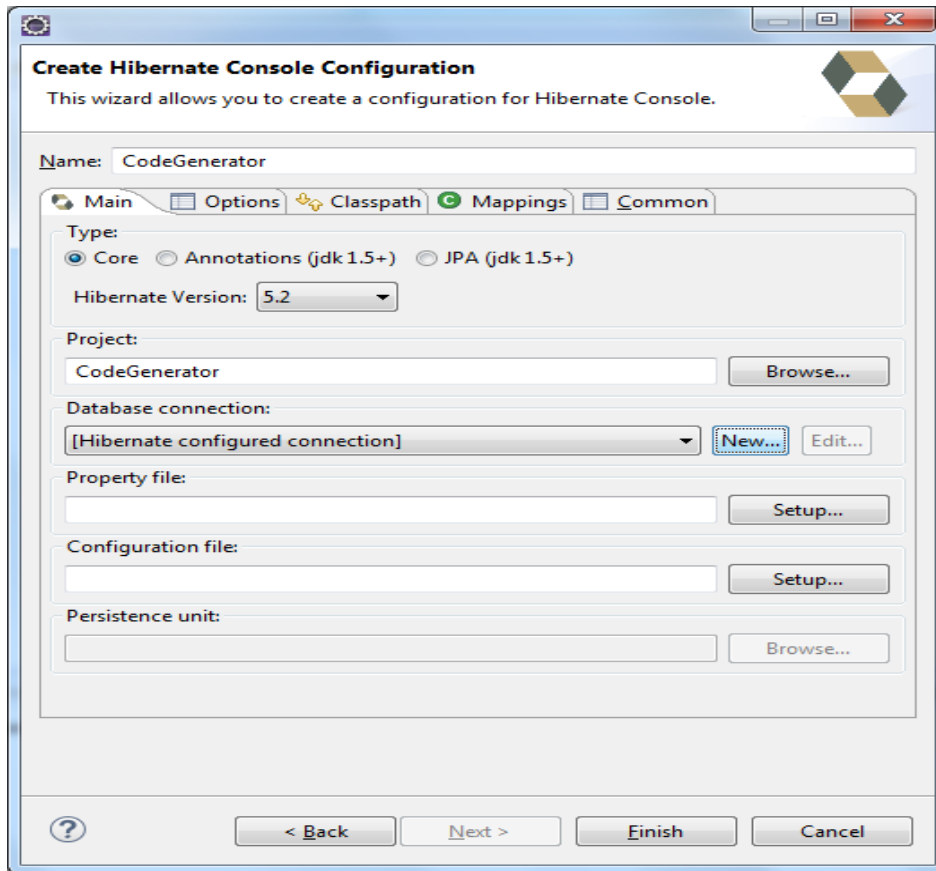 Create Hibernate Console Configuration
This wizard allows you to create a configuration for Hibernate Console.
Name: CodeGenerator
Main Options Classpath C Mappings Common
Type:
Core Annotations (jdk 1.5+) JPA (jdk 1.5+)
Hibernate Version: 5.2
Project:
CodeGenerator Browse...
Database connection:
[Hibernate configured connection] New... Edit...
Property file:
Setup...
Configuration file:
Setup...
Persistence unit:
Browse...
? < Back Next > Finish Cancel